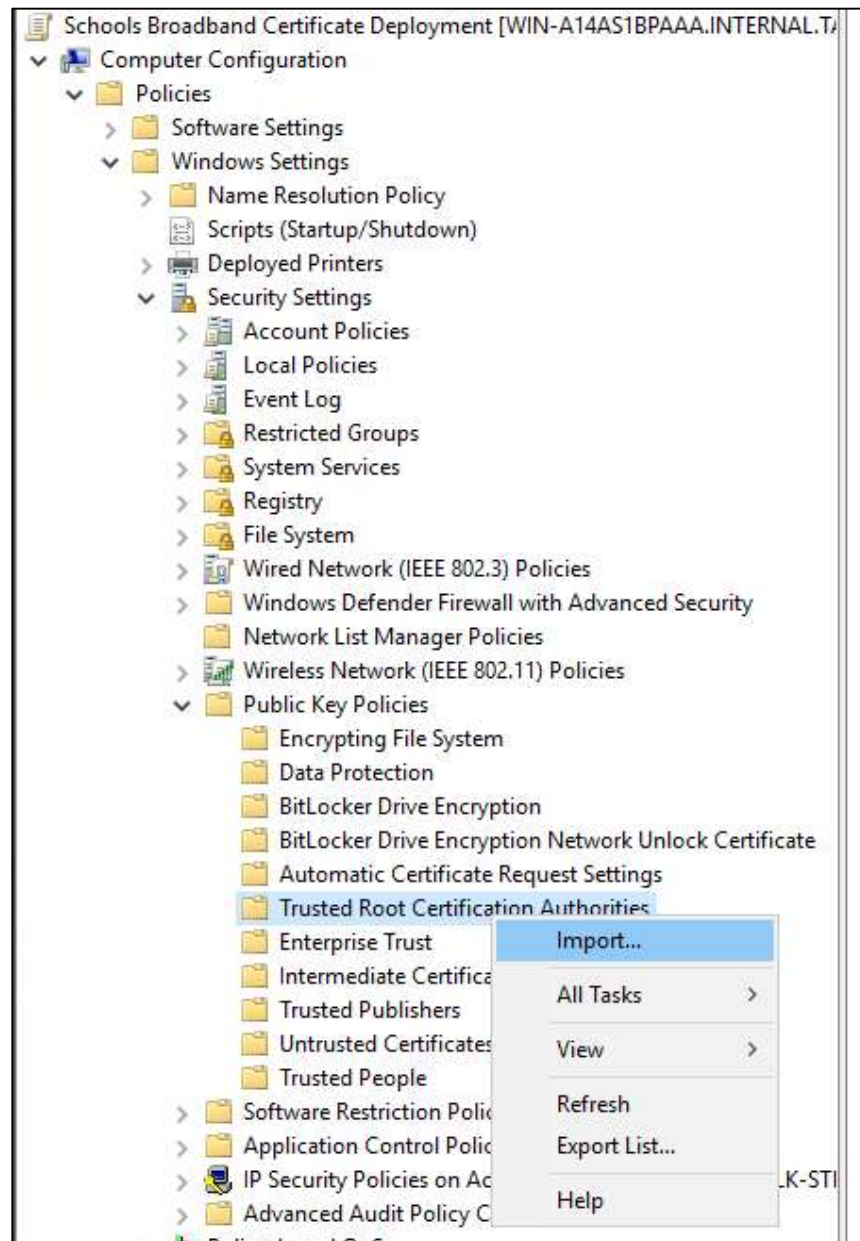 Schools Broadband Certificate Deployment [WIN-A14AS1BPAAA.INTERNAL.TA
Computer Configuration
Policies
Software Settings
Windows Settings
Name Resolution Policy
Scripts (Startup/Shutdown)
Deployed Printers
Security Settings
Account Policies
Local Policies
Event Log
Restricted Groups
System Services
Registry
File System
Wired Network (IEEE 802.3) Policies
Windows Defender Firewall with Advanced Security
Network List Manager Policies
Wireless Network (IEEE 802.11) Policies
Public Key Policies
Encrypting File System
Data Protection
BitLocker Drive Encryption
BitLocker Drive Encryption Network Unlock Certificate
Automatic Certificate Request Settings
Trusted Root Certification Authorities
Enterprise Trust
Intermediate Certifica
Trusted Publishers
Untrusted Certificates
Trusted People
Software Restriction Polic
Application Control Polic
IP Security Policies on Ac LK-STI
Advanced Audit Policy C
Import...
All Tasks
View
Refresh
Export List...
Help